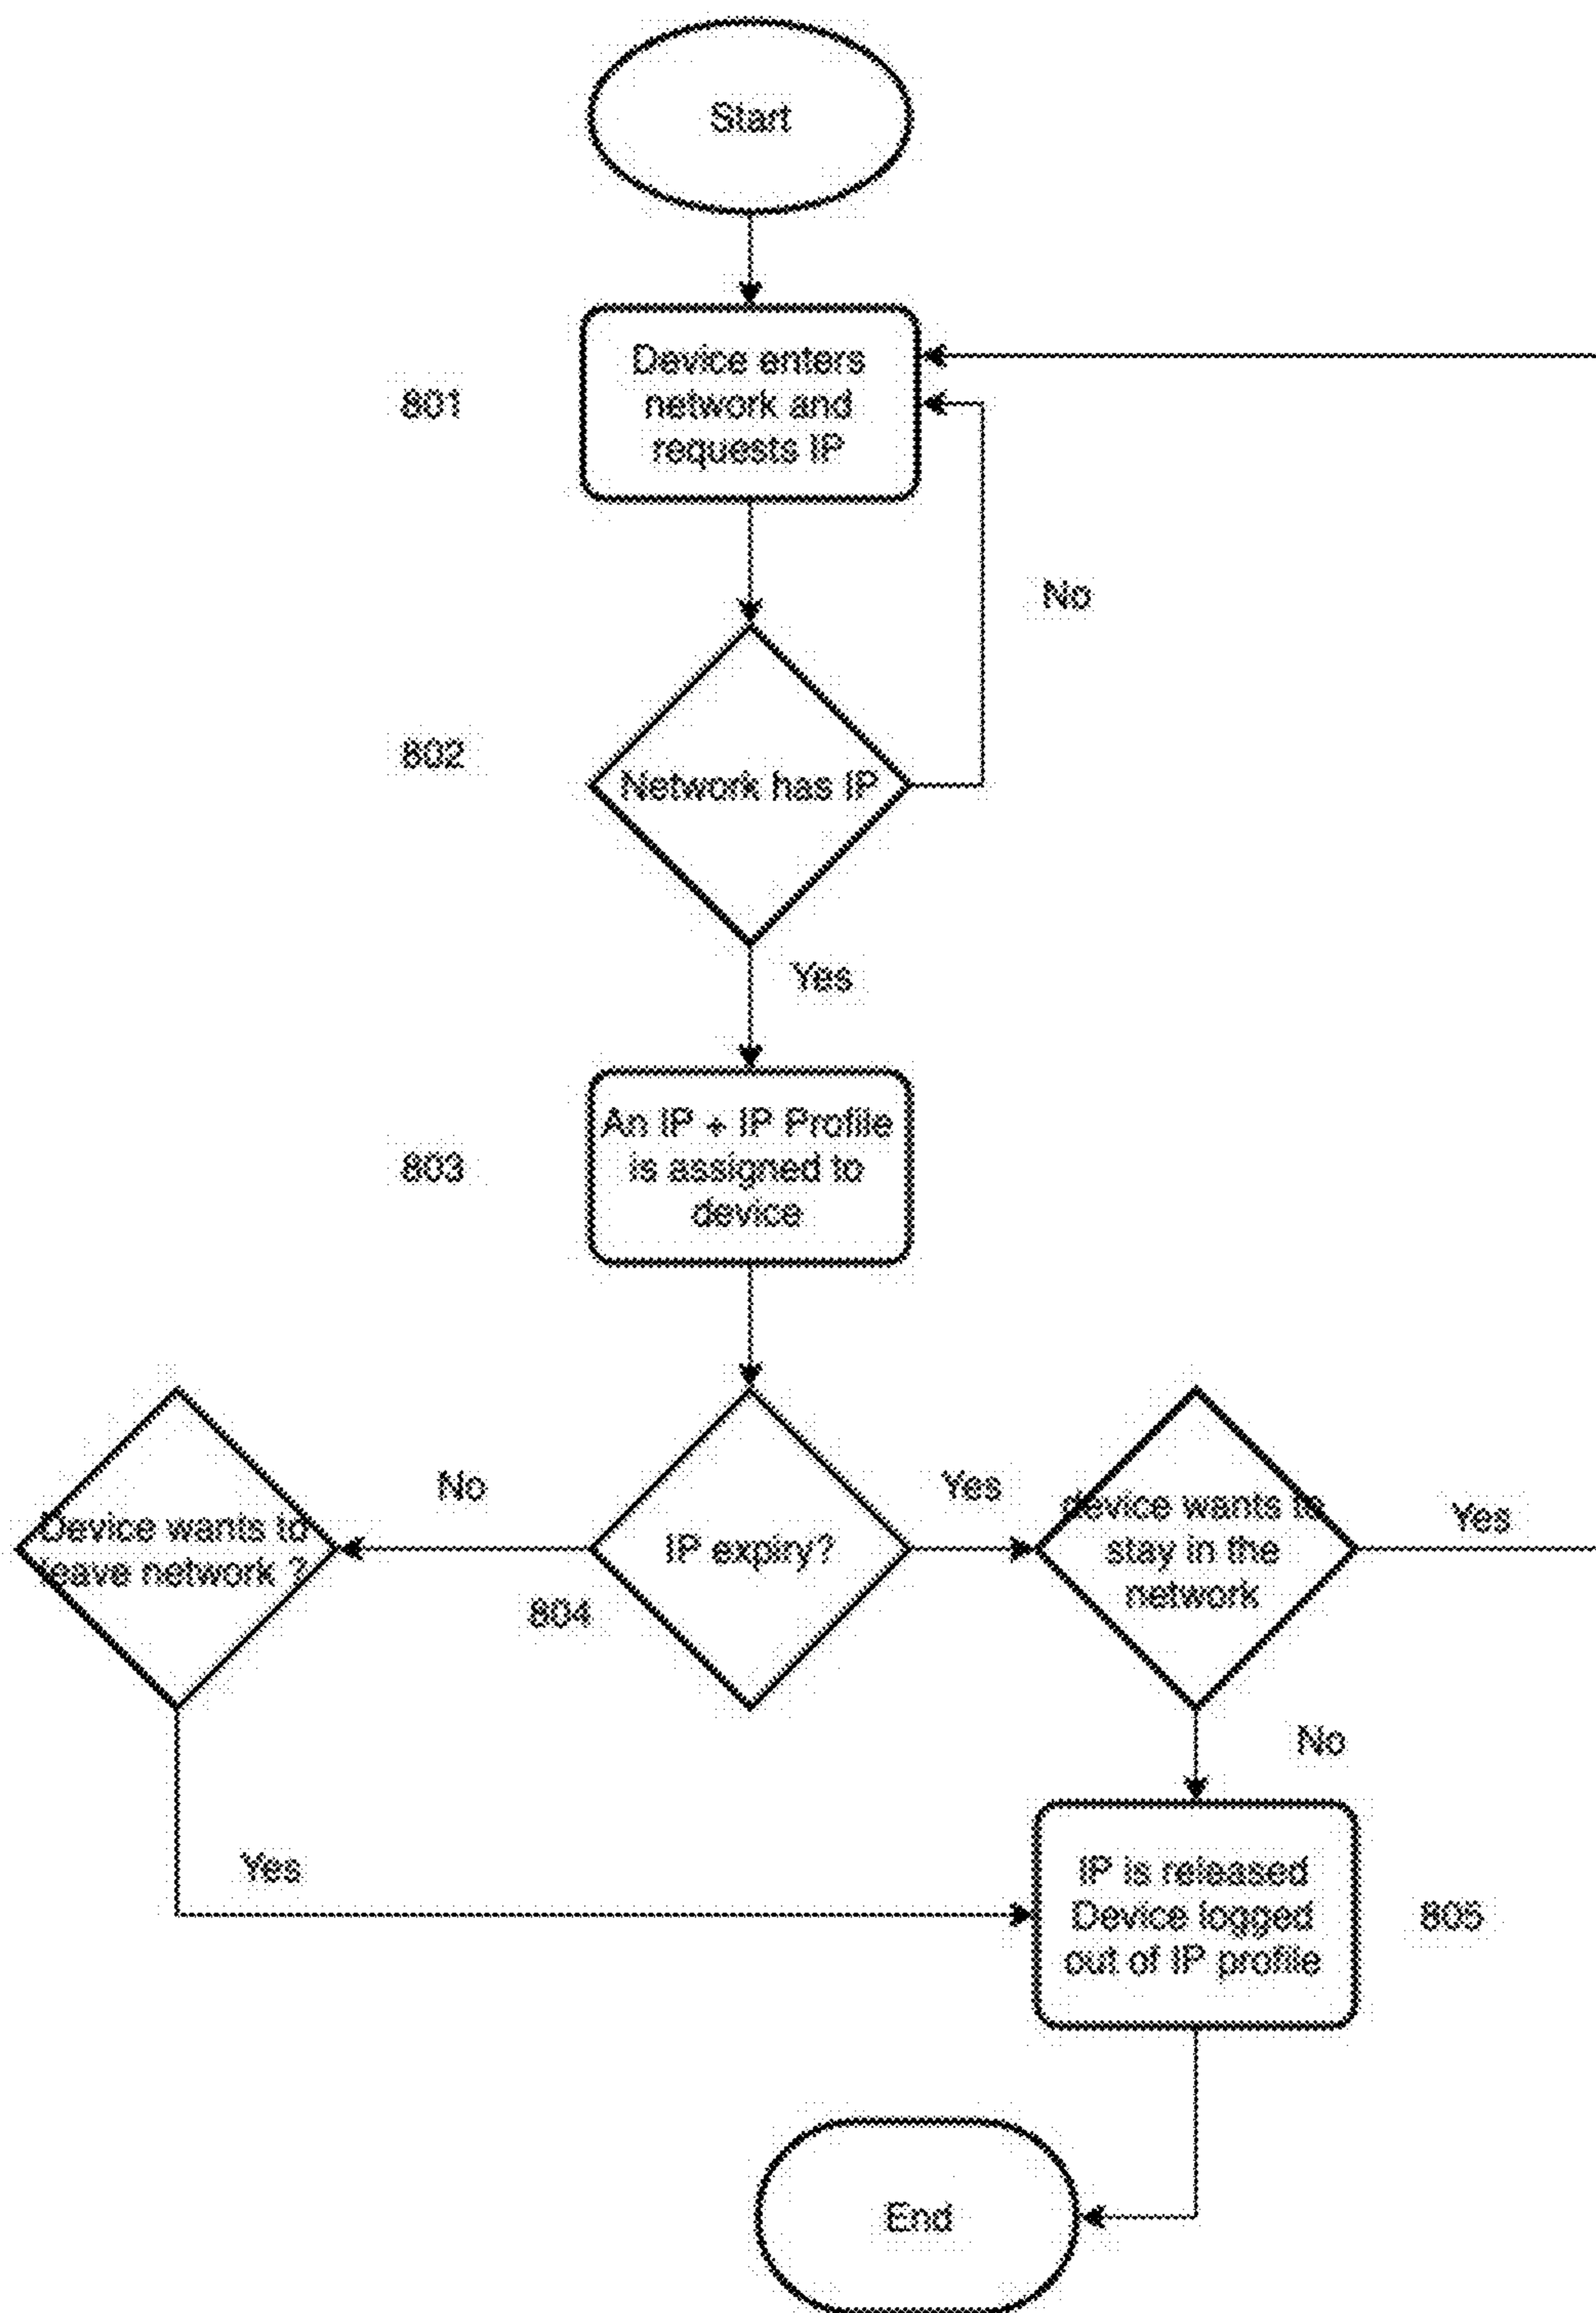 Start
801
Device enters
network and
requests IP
No
802
Network has IP
Yes
803
An IP + IP Profile
is assigned to
device
No
Yes
Device wants to
leave network ?
IP expiry?
804
device wants to
stay in the
network
Yes
No
Yes
IP is released
Device logged
out of IP profile
805
End